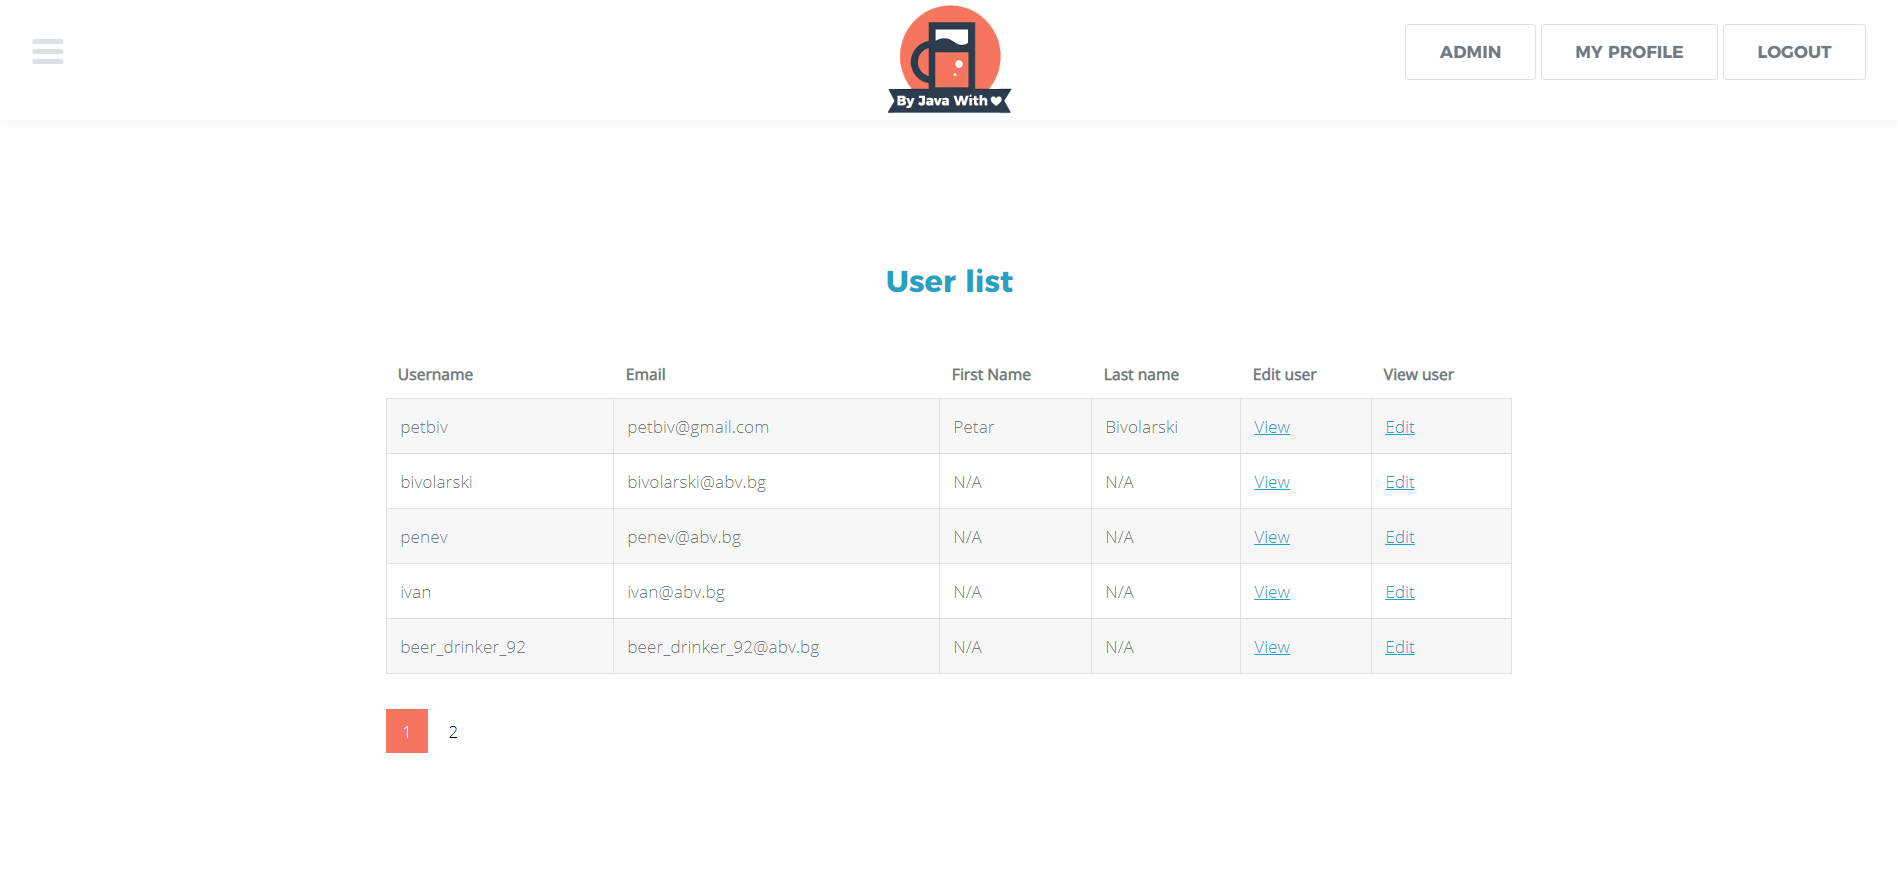 By Java With
ADMIN MY PROFILE LOGOUT
User list
Username Email First Name Last name Edit user View user
petbiv petbiv@gmail.com Petar Bivolarski View Edit
bivolarski bivolarski@abv.bg N/A N/A View Edit
penev penev@abv.bg N/A N/A View Edit
ivan ivan@abv.bg N/A N/A View Edit
beer_drinker_92 beer_drinker_92@abv.bg N/A N/A View Edit
1 2